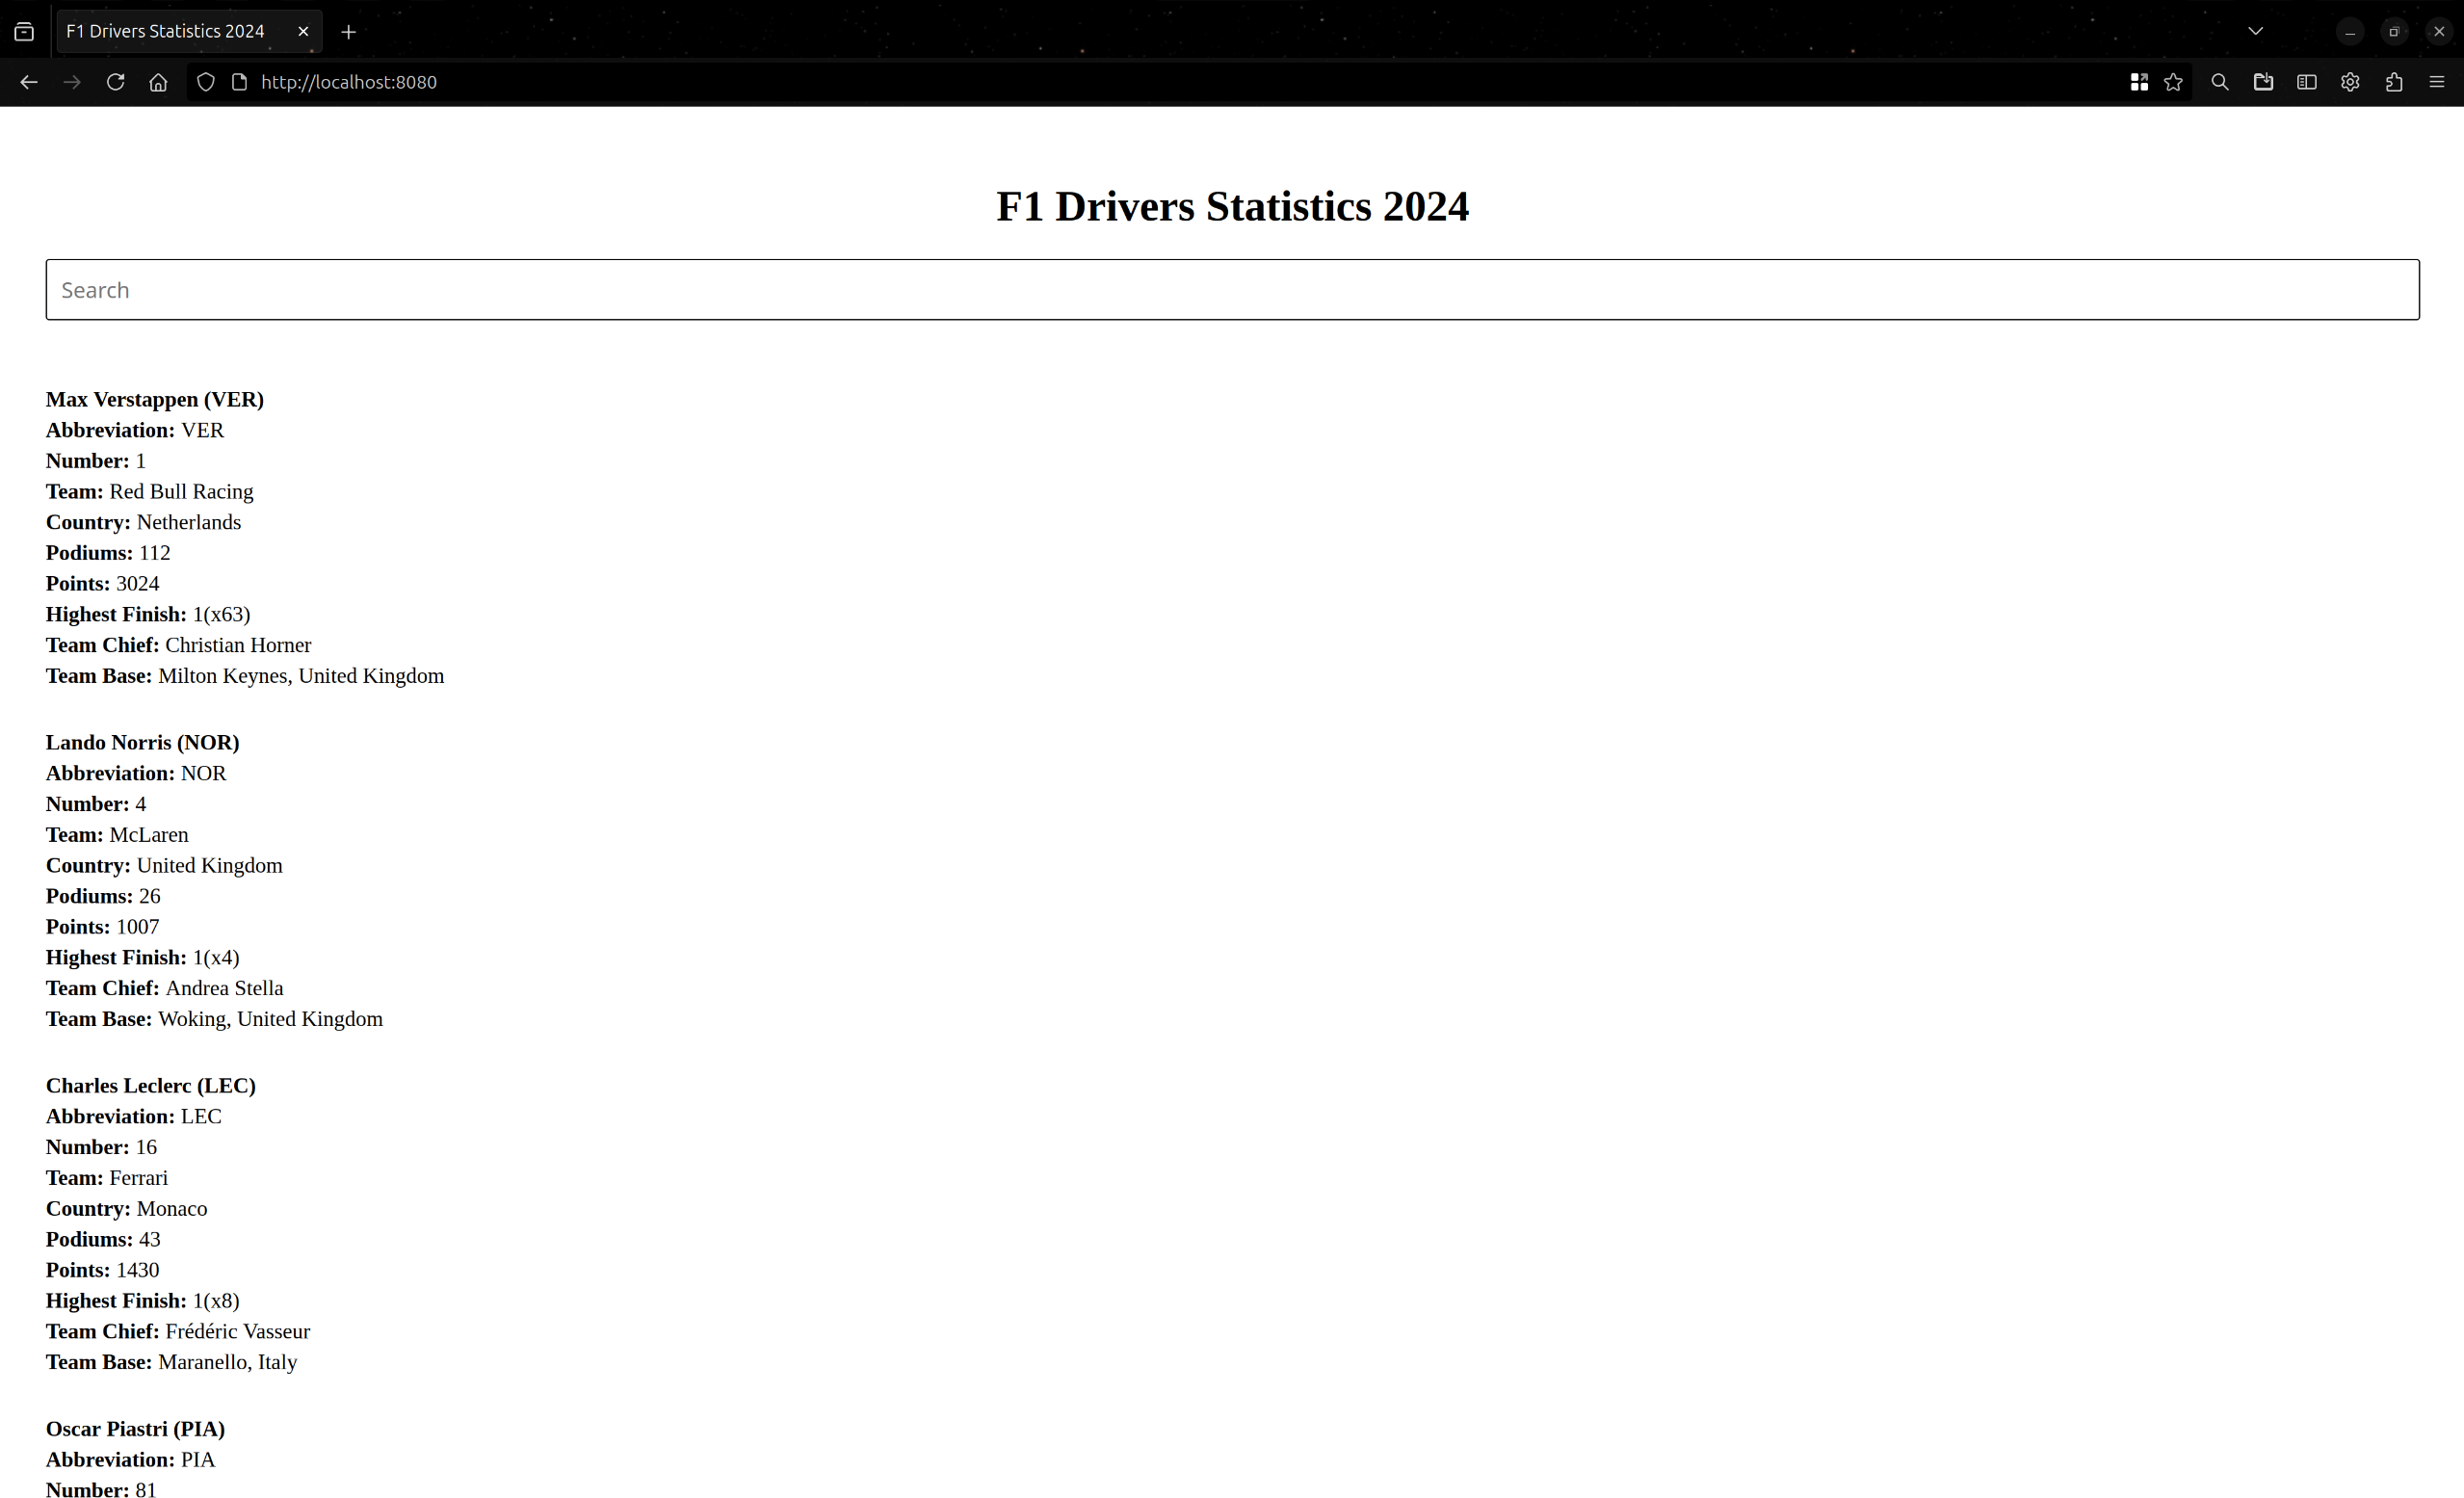 F1 Drivers Statistics 2024
http://localhost:8080
F1 Drivers Statistics 2024
Search
Max Verstappen (VER)
Abbreviation: VER
Number: 1
Team: Red Bull Racing
Country: Netherlands
Podiums: 112
Points: 3024
Highest Finish: 1(x63)
Team Chief: Christian Horner
Team Base: Milton Keynes, United Kingdom
Lando Norris (NOR)
Abbreviation: NOR
Number: 4
Team: McLaren
Country: United Kingdom
Podiums: 26
Points: 1007
Highest Finish: 1(x4)
Team Chief: Andrea Stella
Team Base: Woking, United Kingdom
Charles Leclerc (LEC)
Abbreviation: LEC
Number: 16
Team: Ferrari
Country: Monaco
Podiums: 43
Points: 1430
Highest Finish: 1(x8)
Team Chief: Frédéric Vasseur
Team Base: Maranello, Italy
Oscar Piastri (PIA)
Abbreviation: PIA
Number: 81